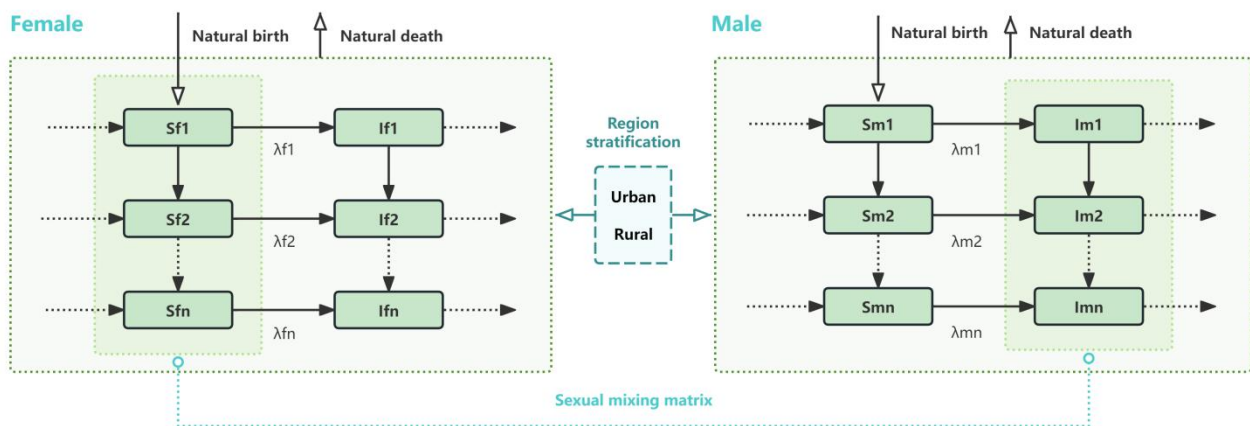 Female
Natural birth
Natural death
Male
Natural birth
Natural death
Sf1
If1
λf1
Region
stratification
Sm1
Im1
λm1
Sf2
If2
λf2
Urban
Rural
Sm2
Im2
λm2
Sfn
Ifn
λfn
Smn
Imn
λmn
Sexual mixing matrix